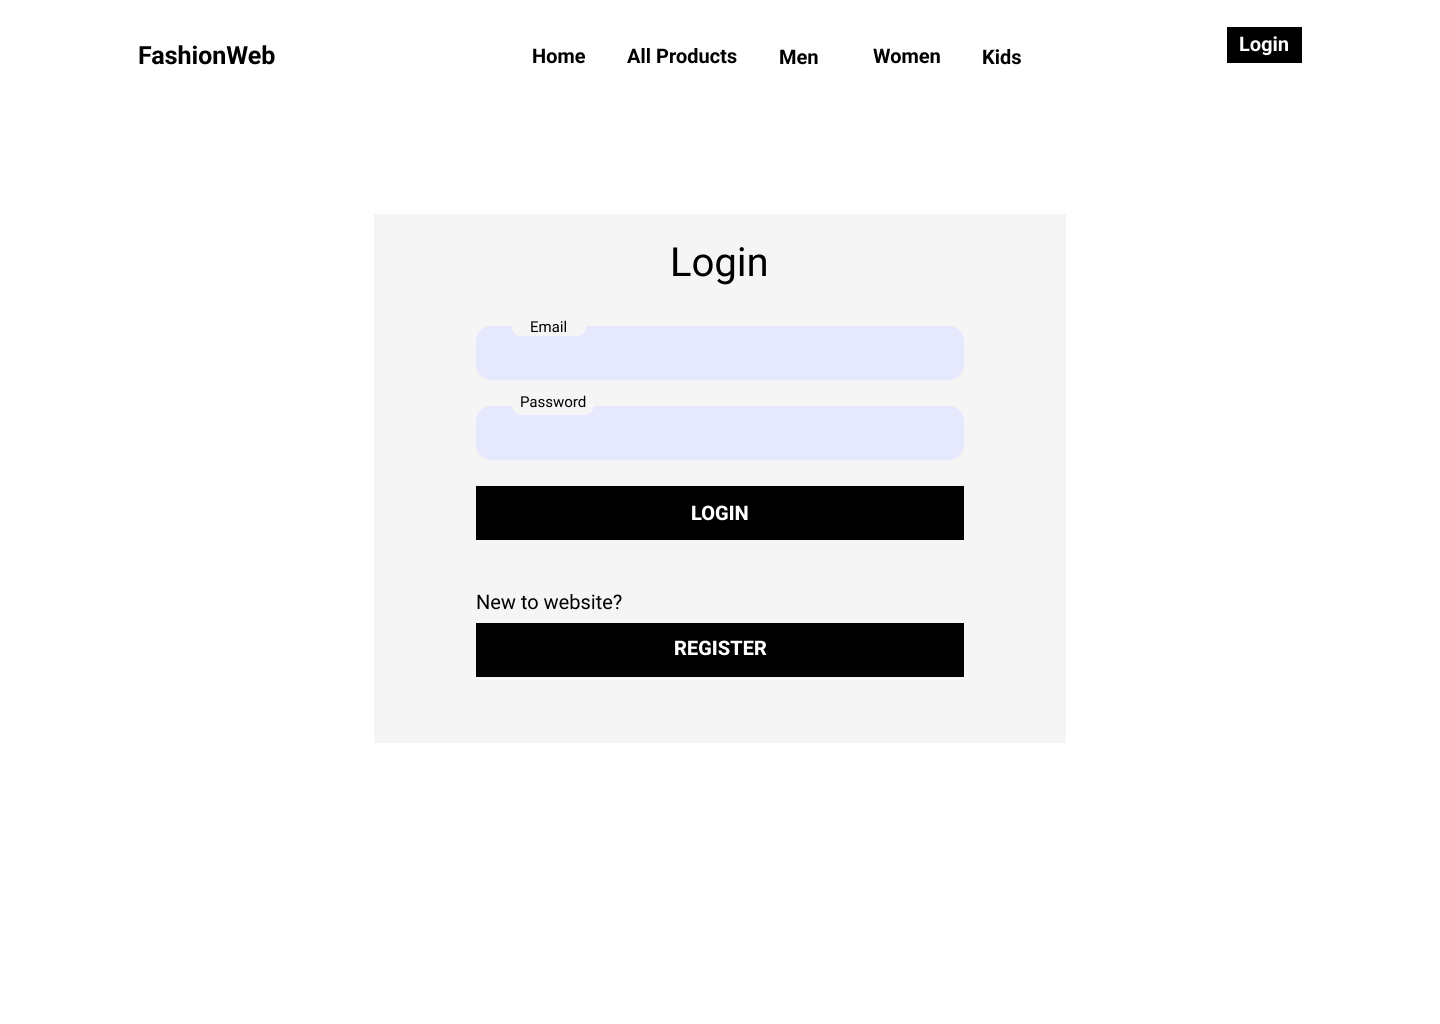 FashionWeb Home All Products Men Women Kids Login
Login
Email
Password
LOGIN
New to website?
REGISTER